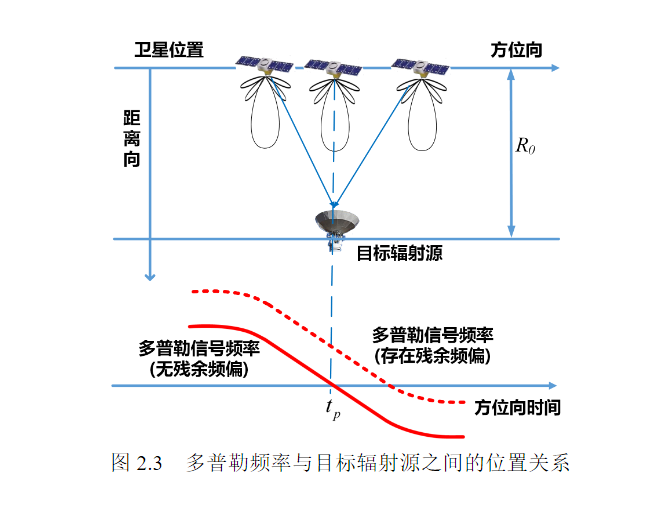 卫星位置
方位向
距
离
向
R0
目标辐射源
多普勒信号频率
(无残余频偏)
多普勒信号频率
(存在残余频偏)
tp
方位向时间
图 2.3 多普勒频率与目标辐射源之间的位置关系